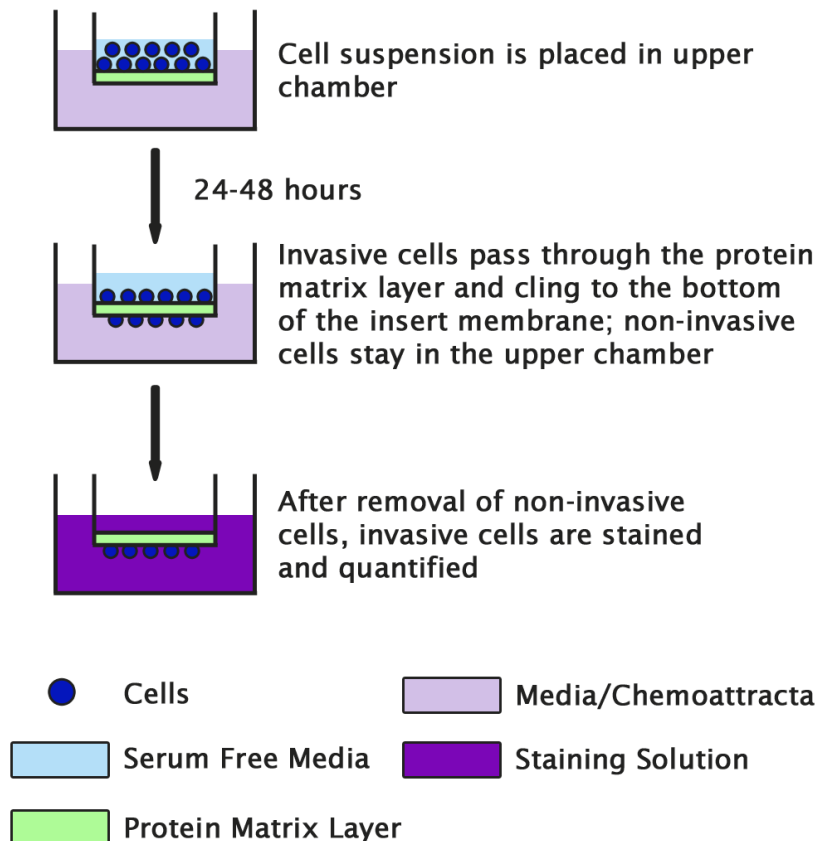 Cell suspension is placed in upper
chamber
24-48 hours
Invasive cells pass through the protein
matrix layer and cling to the bottom
of the insert membrane; non-invasive
cells stay in the upper chamber
After removal of non-invasive
cells, invasive cells are stained
and quantified
Cells
Media/Chemoattracta
Serum Free Media
Staining Solution
Protein Matrix Layer